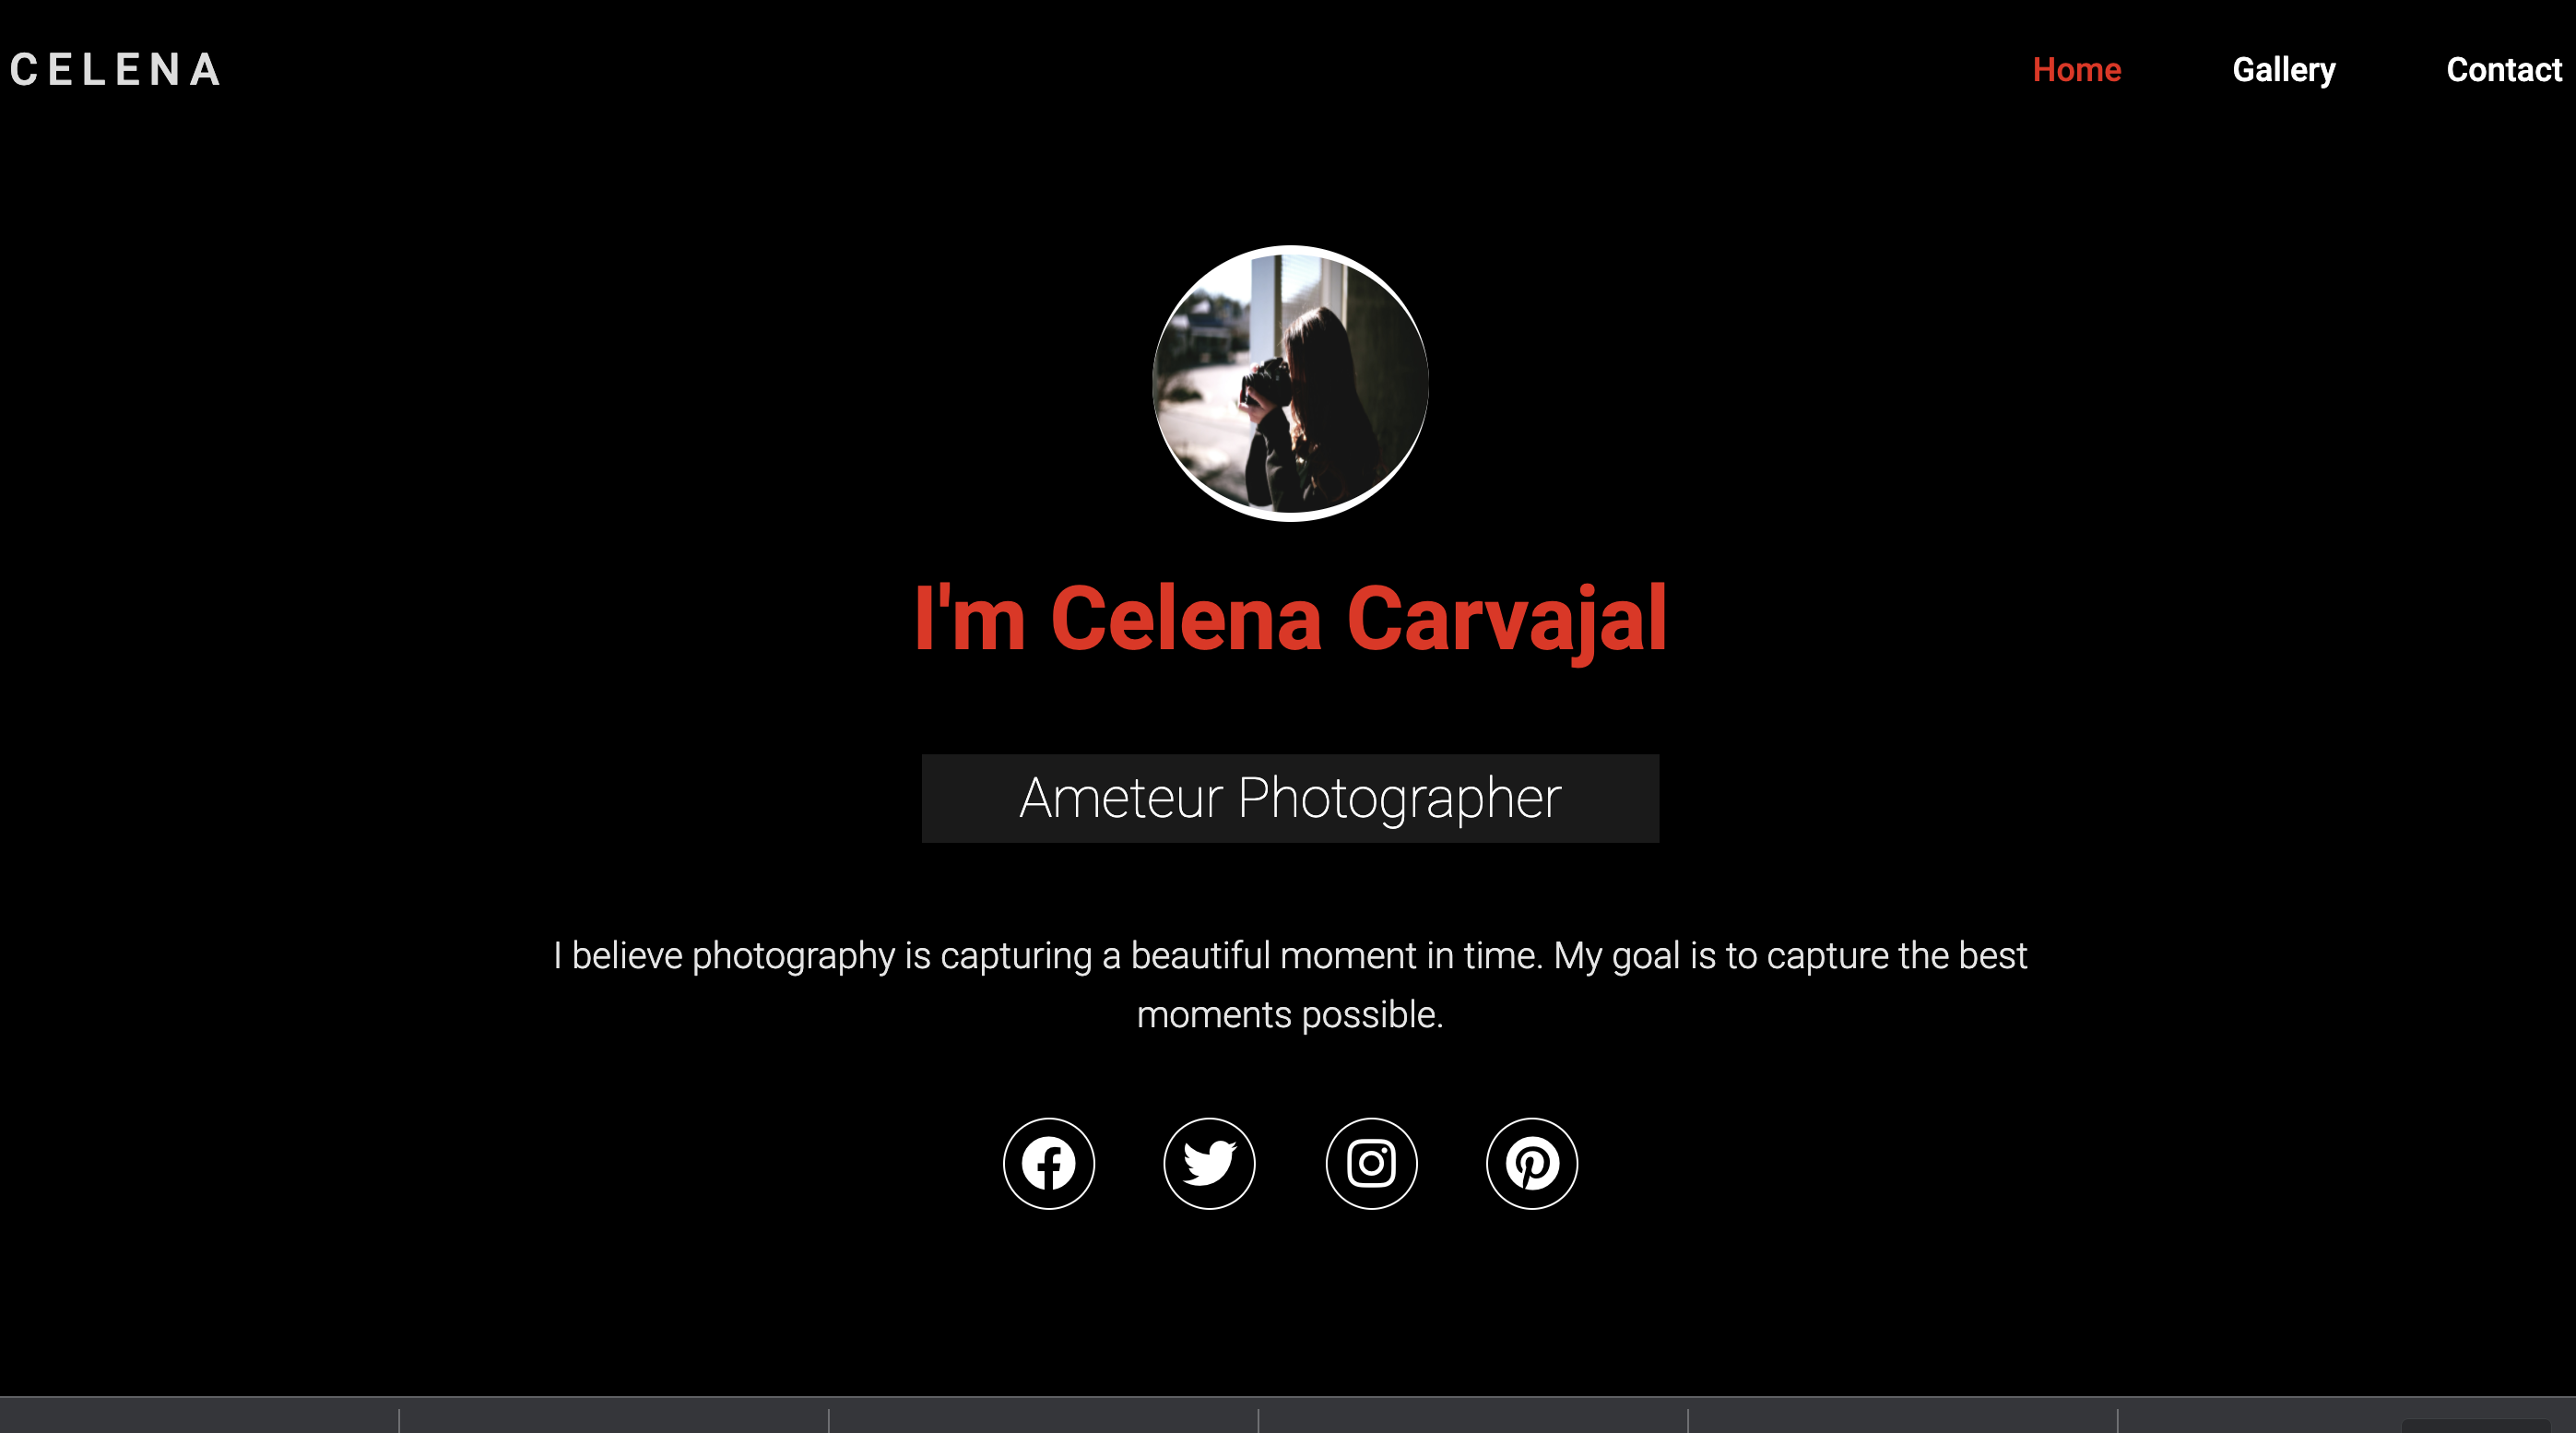 CELENA
Home Gallery Contact
I'm Celena Carvajal
Ameteur Photographer
I believe photography is capturing a beautiful moment in time. My goal is to capture the best
moments possible.